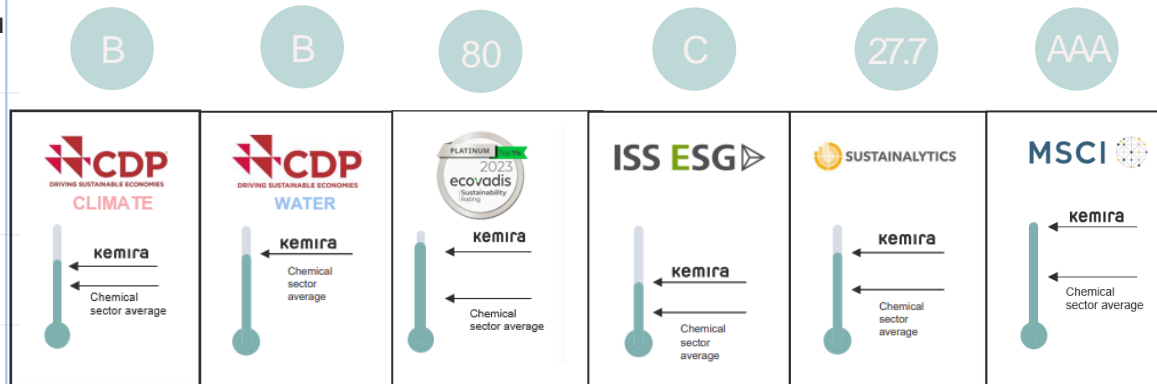 B
B
80
C
27.7
AAA
CDP
DRIVING SUSTAINABLE ECONOMIES
CLIMATE
kemira
Chemical
sector average
CDP
DRIVING SUSTAINABLE ECONOMIES
WATER
kemira
Chemical
sector
average
PLATINUM
Top 1%
2023
ecovadis
Sustainability
Rating
kemira
Chemical
sector average
ISS ESG
kemira
Chemical
sector
average
SUSTAINALYTICS
kemira
Chemical
sector
average
MSCI
kemira
Chemical
sector average